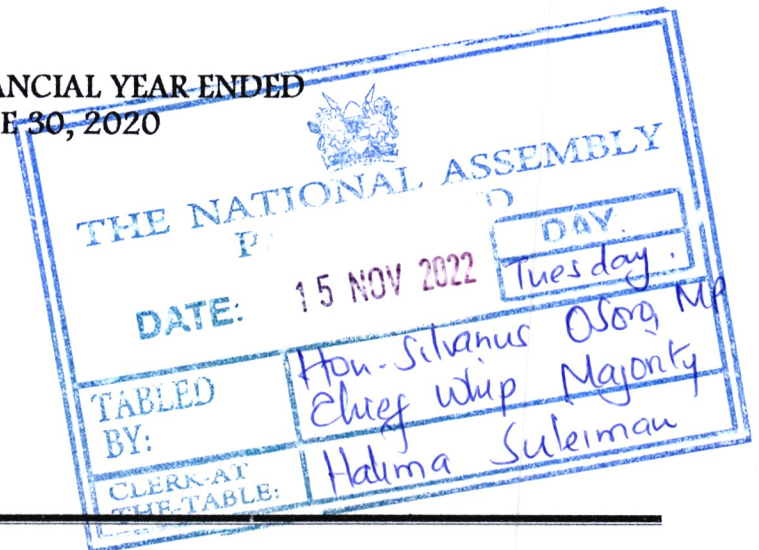 ANCIAL YEAR ENDED
E 30, 2020
THE NATIONAL ASSEMBLY
DATE: 15 NOV 2022
DAY.
Tuesday.
TABLED BY:
Hon. Silvanus Osoro, MP
Chief Whip Majority
CLERK-AT THE-TABLE:
Halima Suleiman